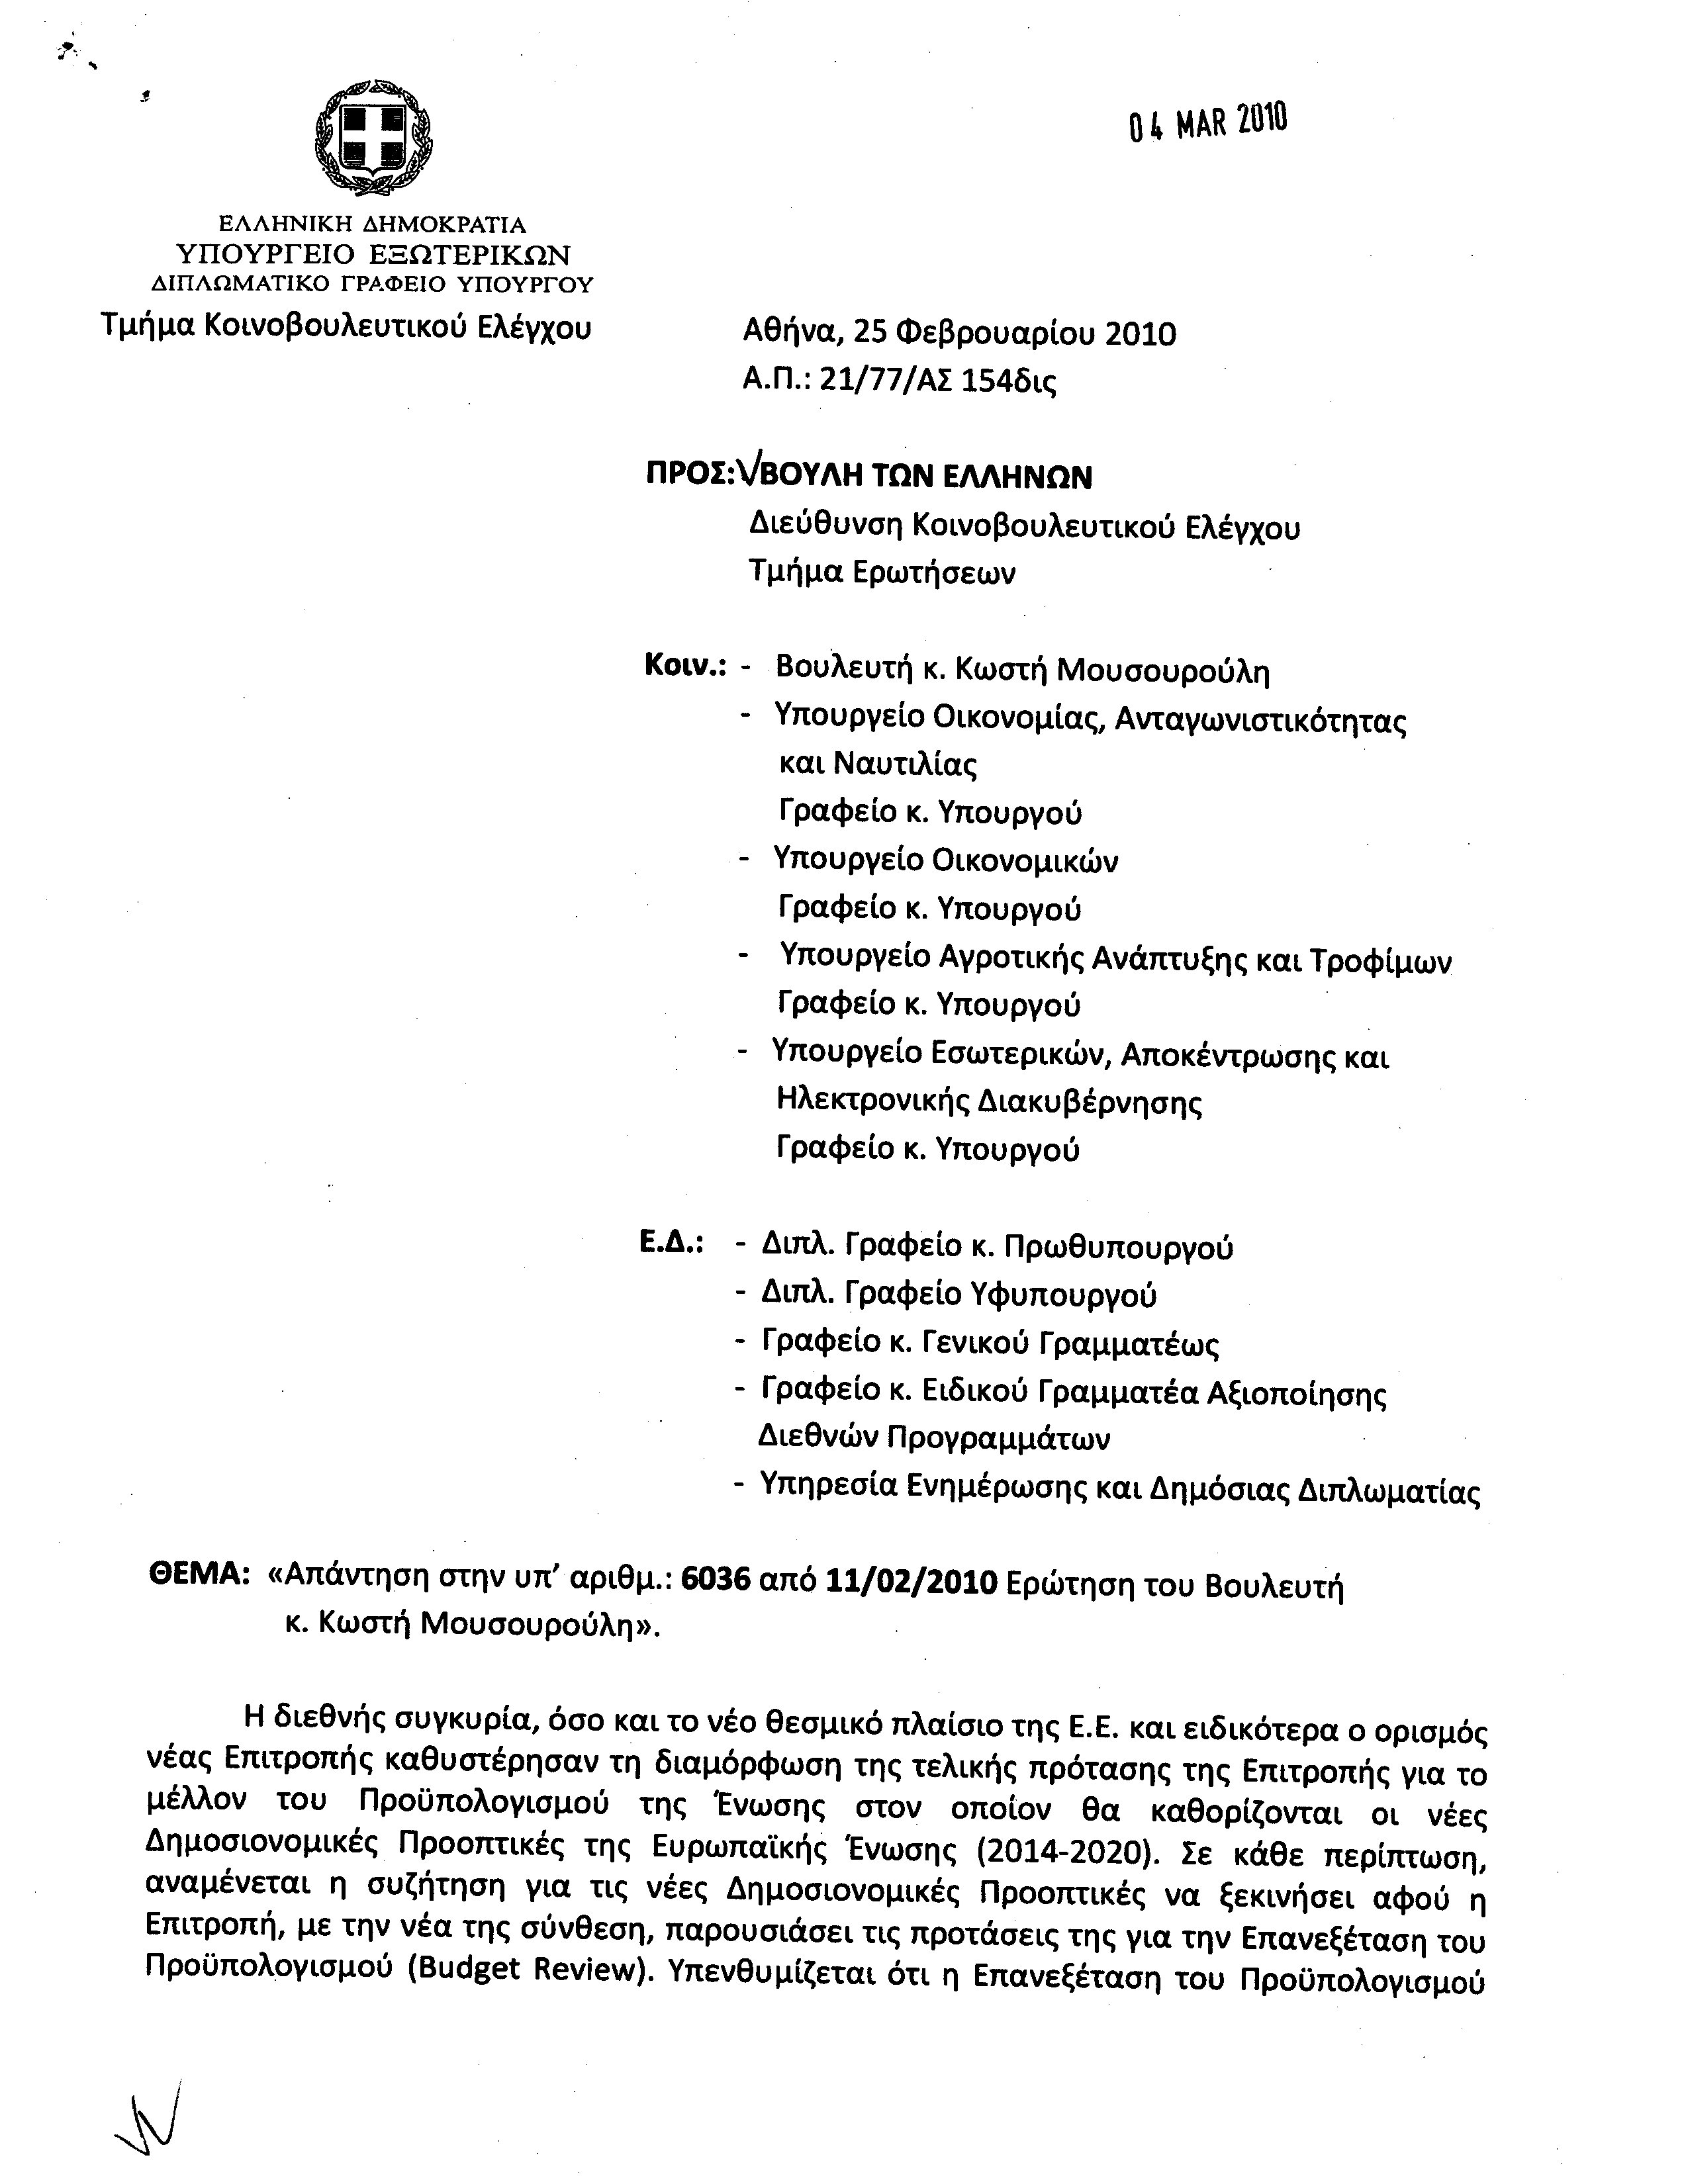 04 MAR 2010
ΕΛΛΗΝΙΚΗ ΔΗΜΟΚΡΑΤΙΑ
ΥΠΟΥΡΓΕΙΟ ΕΞΩΤΕΡΙΚΩΝ
ΔΙΠΛΩΜΑΤΙΚΟ ΓΡΑΦΕΙΟ ΥΠΟΥΡΓΟΥ
Τμήμα Κοινοβουλευτικού Ελέγχου
Αθήνα, 25 Φεβρουαρίου 2010
Α.Π.: 21/77/ΑΣ 154δις
ΠΡΟΣ: ΒΟΥΛΗ ΤΩΝ ΕΛΛΗΝΩΝ
Διεύθυνση Κοινοβουλευτικού Ελέγχου
Τμήμα Ερωτήσεων
Κοιν.: - Βουλευτή κ. Κωστή Μουσουρούλη
- Υπουργείο Οικονομίας, Ανταγωνιστικότητας
και Ναυτιλίας
Γραφείο κ. Υπουργού
- Υπουργείο Οικονομικών
Γραφείο κ. Υπουργού
- Υπουργείο Αγροτικής Ανάπτυξης και Τροφίμων
Γραφείο κ. Υπουργού
- Υπουργείο Εσωτερικών, Αποκέντρωσης και
Ηλεκτρονικής Διακυβέρνησης
Γραφείο κ. Υπουργού
Ε.Δ.: - Διπλ. Γραφείο κ. Πρωθυπουργού
- Διπλ. Γραφείο Υφυπουργού
- Γραφείο κ. Γενικού Γραμματέως
- Γραφείο κ. Ειδικού Γραμματέα Αξιοποίησης
Διεθνών Προγραμμάτων
- Υπηρεσία Ενημέρωσης και Δημόσιας Διπλωματίας
ΘΕΜΑ: «Απάντηση στην υπ’ αριθμ.: 6036 από 11/02/2010 Ερώτηση του Βουλευτή
κ. Κωστή Μουσουρούλη».
Η διεθνής συγκυρία, όσο και το νέο θεσμικό πλαίσιο της Ε.Ε. και ειδικότερα ο ορισμός
νέας Επιτροπής καθυστέρησαν τη διαμόρφωση της τελικής πρότασης της Επιτροπής για το
μέλλον του Προϋπολογισμού της Ένωσης στον οποίον θα καθορίζονται οι νέες
Δημοσιονομικές Προοπτικές της Ευρωπαϊκής Ένωσης (2014-2020). Σε κάθε περίπτωση,
αναμένεται η συζήτηση για τις νέες Δημοσιονομικές Προοπτικές να ξεκινήσει αφού η
Επιτροπή, με την νέα της σύνθεση, παρουσιάσει τις προτάσεις της για την Επανεξέταση του
Προϋπολογισμού (Budget Review). Υπενθυμίζεται ότι η Επανεξέταση του Προϋπολογισμού